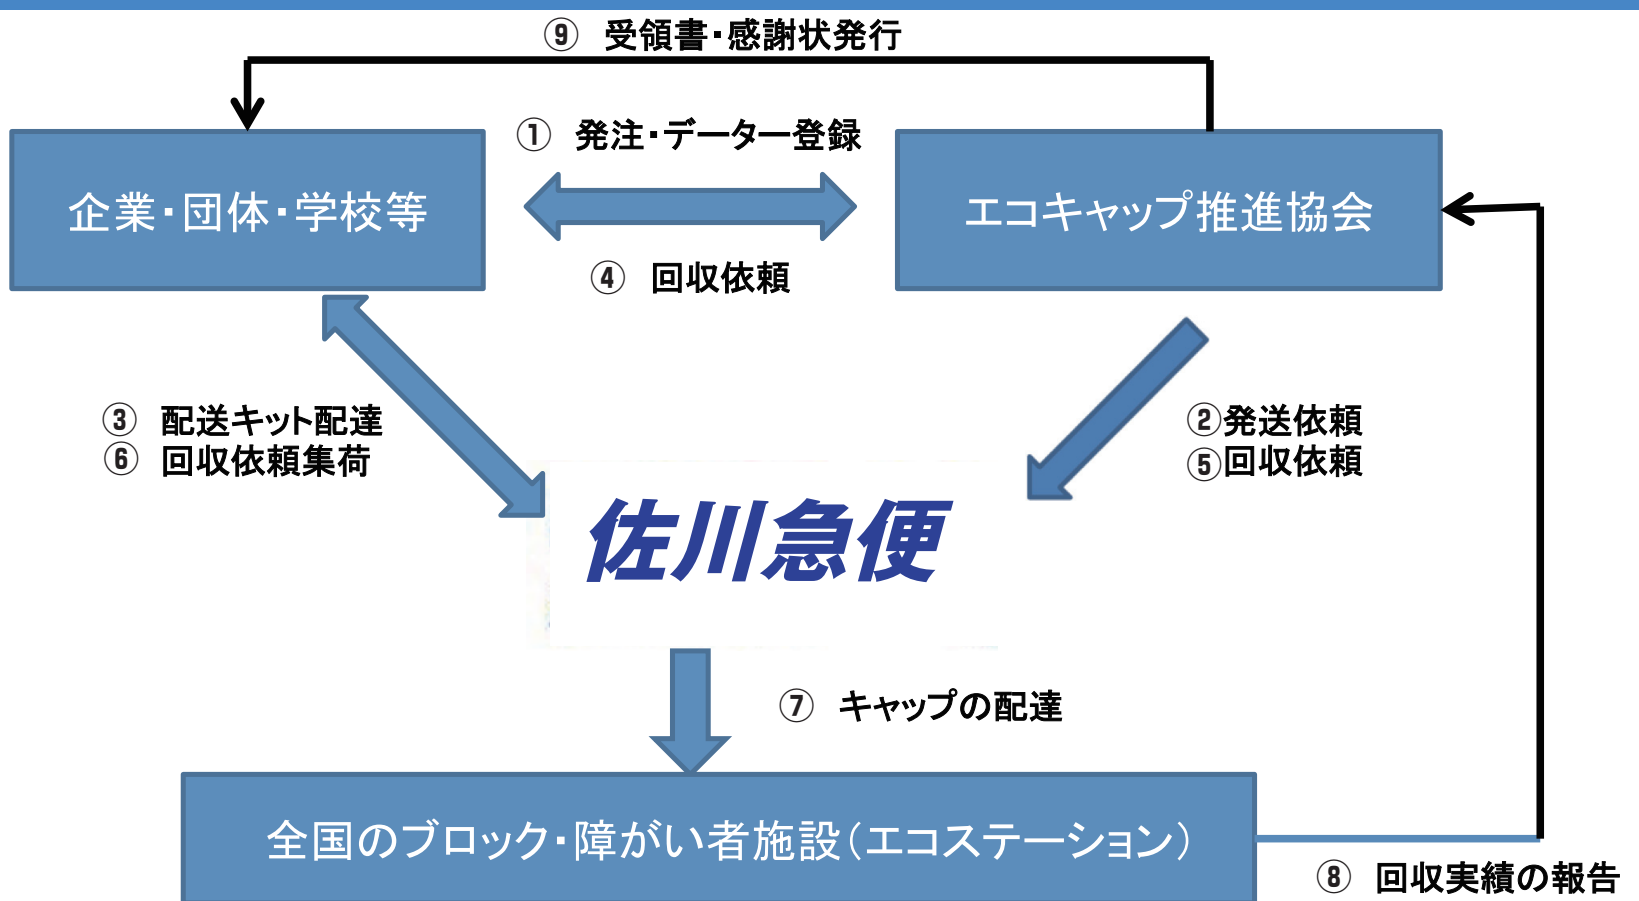 ⑨ 受領書・感謝状発行
① 発注・データー登録
企業・団体・学校等
エコキャップ推進協会
④ 回収依頼
③ 配送キット配達
⑥ 回収依頼集荷
②発送依頼
⑤回収依頼
佐川急便
⑦ キャップの配達
全国のブロック・障がい者施設(エコステーション)
⑧ 回収実績の報告